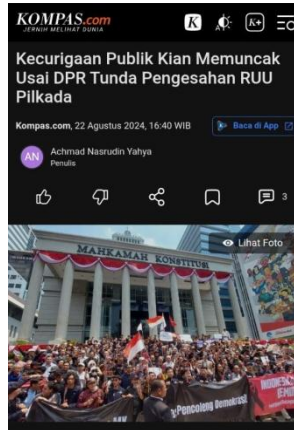 KOMPAS.com
JERNIH MELIHAT DUNIA
K
K+
Kecurigaan Publik Kian Memuncak
Usai DPR Tunda Pengesahan RUU
Pilkada
Kompas.com, 22 Agustus 2024, 16:40 WIB
Baca di App
AN
Achmad Nasrudin Yahya
Penulis
3
Lihat Foto
MAHKAMAH KONSTITUSI
INDONESIA
Pencoleng Demokrasi